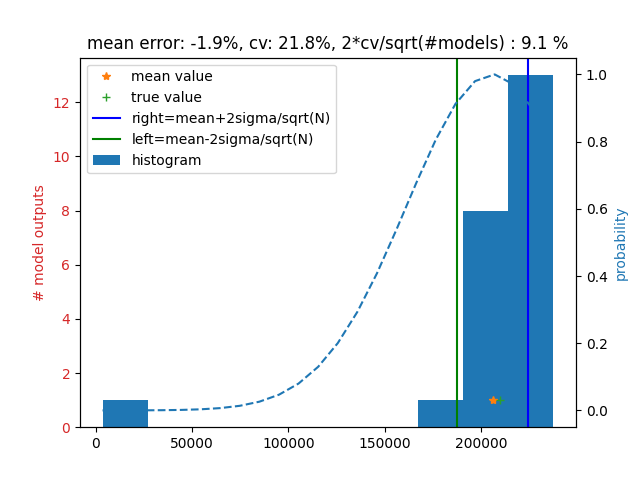 mean error: -1.9%, cv: 21.8%, 2*cv/sqrt(#models) : 9.1 %
mean value
true value
right=mean+2sigma/sqrt(N)
left=mean-2sigma/sqrt(N)
histogram
# model outputs
12
10
8
6
4
2
0
1.0
0.8
0.6
0.4
0.2
0.0
probability
0
50000
100000
150000
200000